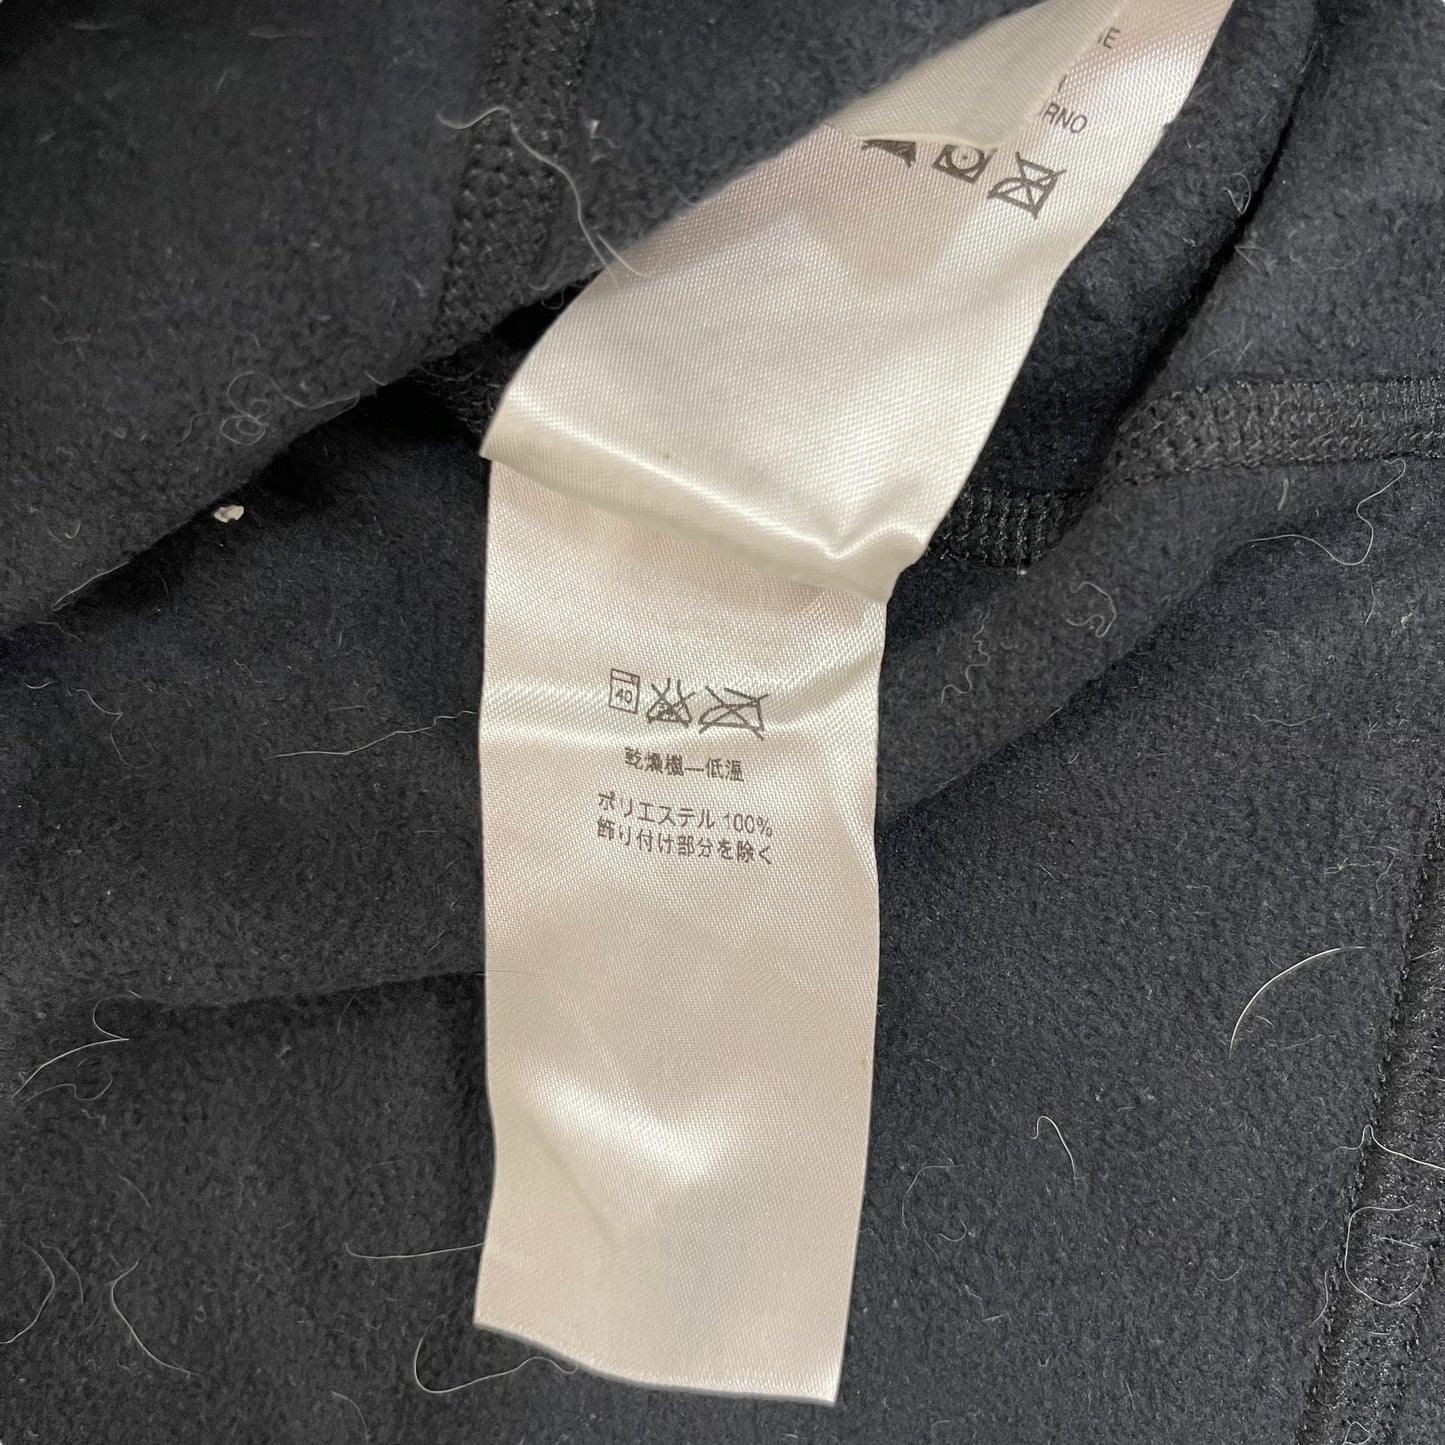 40
乾燥機—低温
ポリエステル 100%
飾り付け部分を除く